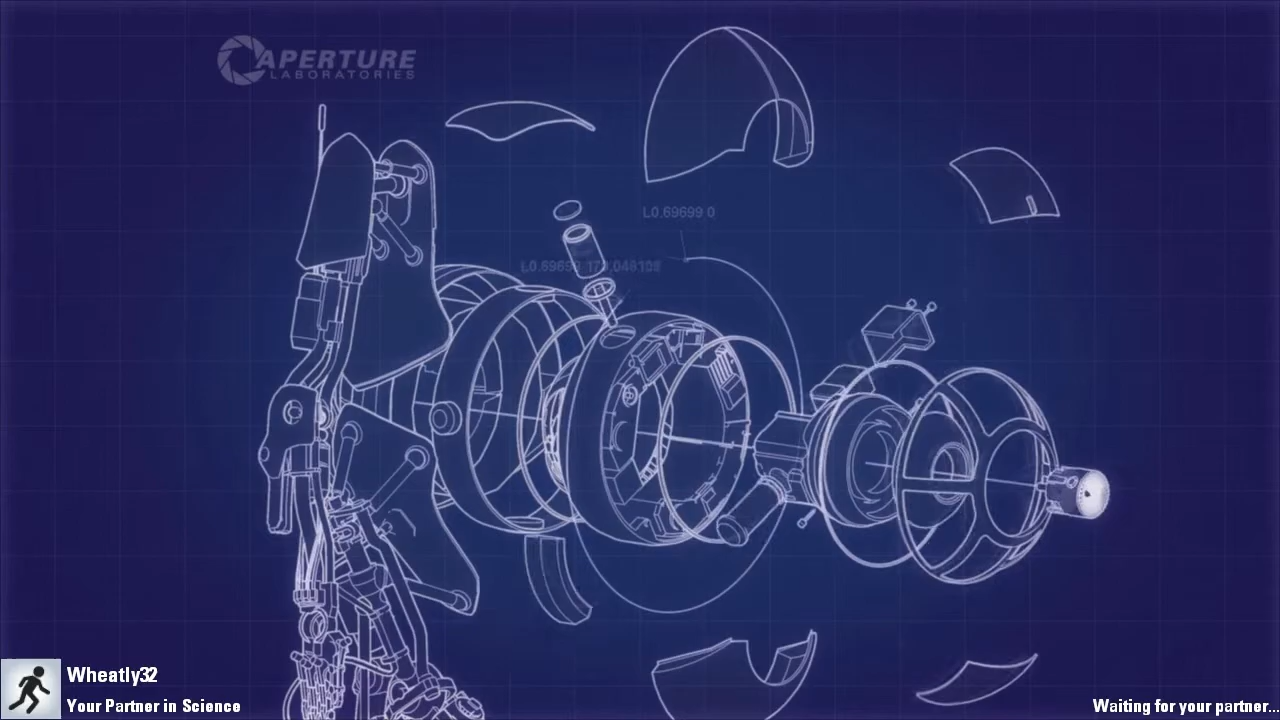 APERTURE
LABORATORIES
L0.69699 0
Wheatly32
Your Partner in Science
Waiting for your partner...